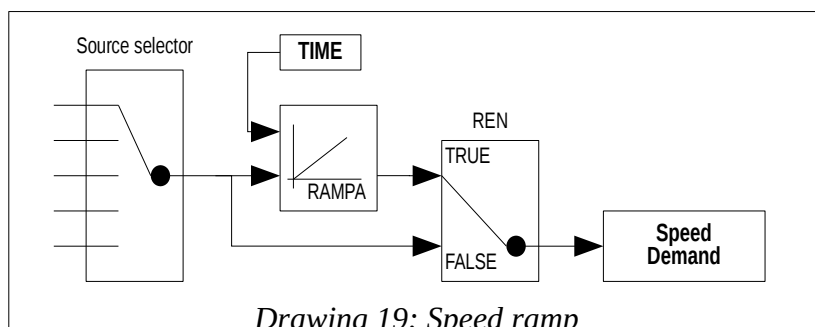 Source selector
TIME
RAMPA
REN
TRUE
FALSE
Speed
Demand
Drawing 19: Speed ramp